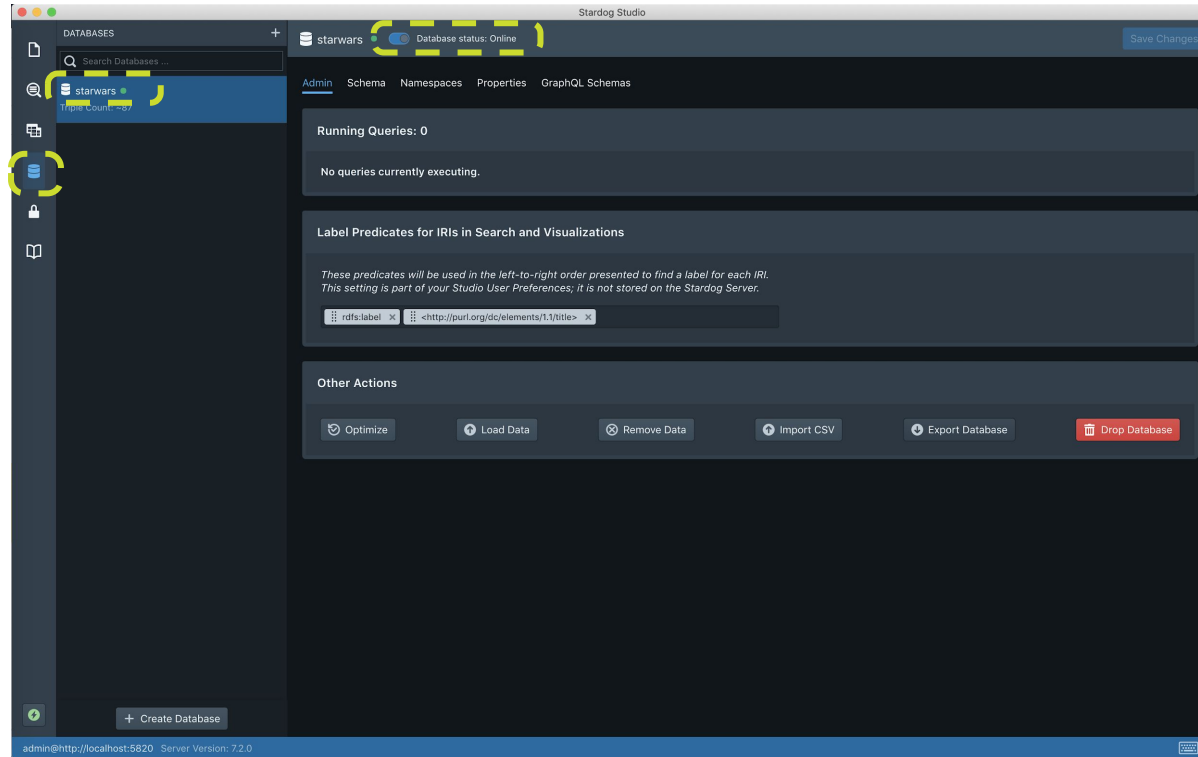 Stardog Studio
DATABASES
Search Databases ...
starwars
Triple Count: ~87
starwars Database status: Online
Save Changes
Admin Schema Namespaces Properties GraphQL Schemas
Running Queries: 0
No queries currently executing.
Label Predicates for IRIs in Search and Visualizations
These predicates will be used in the left-to-right order presented to find a label for each IRI.
This setting is part of your Studio User Preferences; it is not stored on the Stardog Server.
rdfs:label <http://purl.org/dc/elements/1.1/title>
Other Actions
Optimize Load Data Remove Data Import CSV Export Database Drop Database
+ Create Database
admin@http://localhost:5820 Server Version: 7.2.0